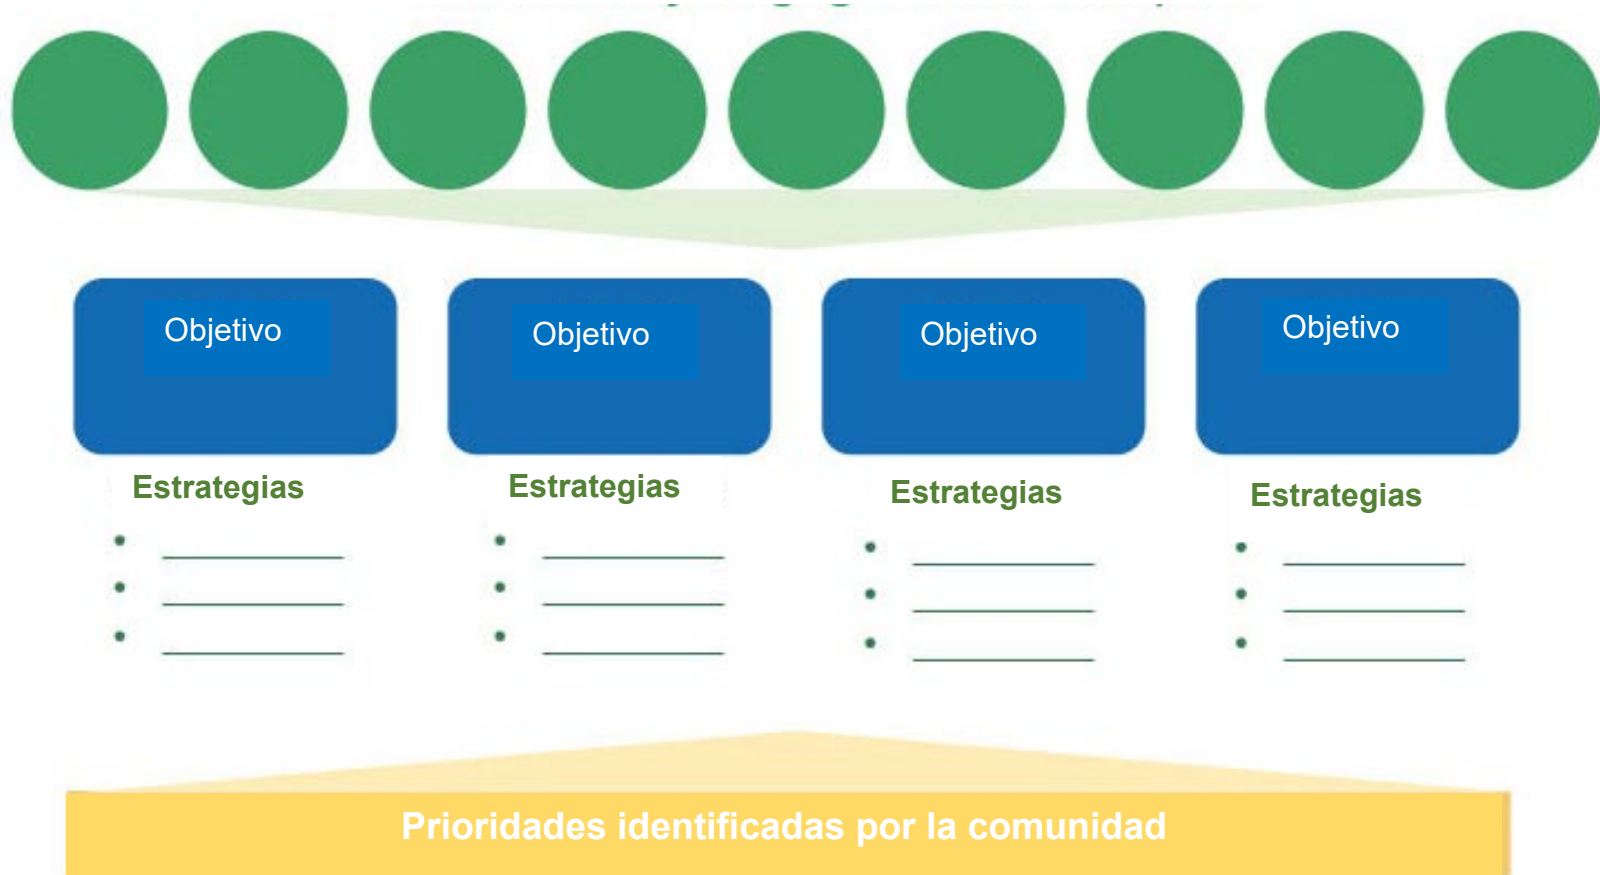 Objetivo
Objetivo
Objetivo
Objetivo
Estrategias
Estrategias
Estrategias
Estrategias
Prioridades identificadas por la comunidad